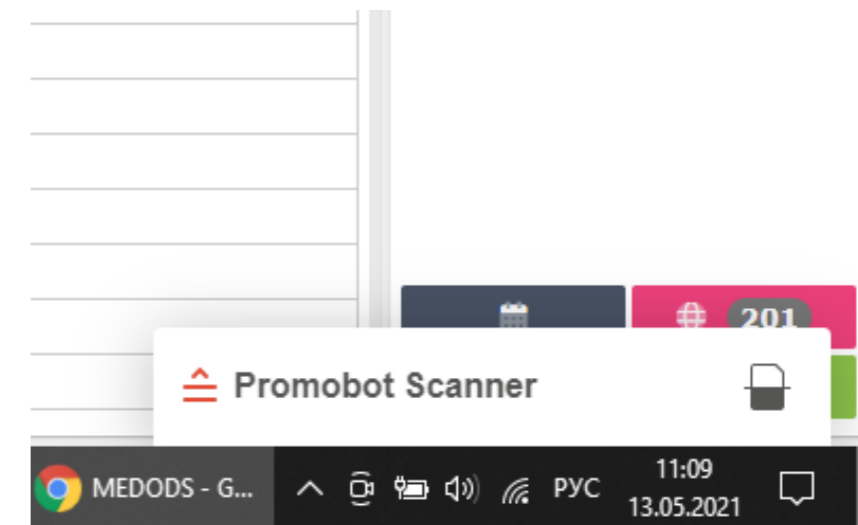 201
Promobot Scanner
MEDODS - G...
РУС
11:09
13.05.2021